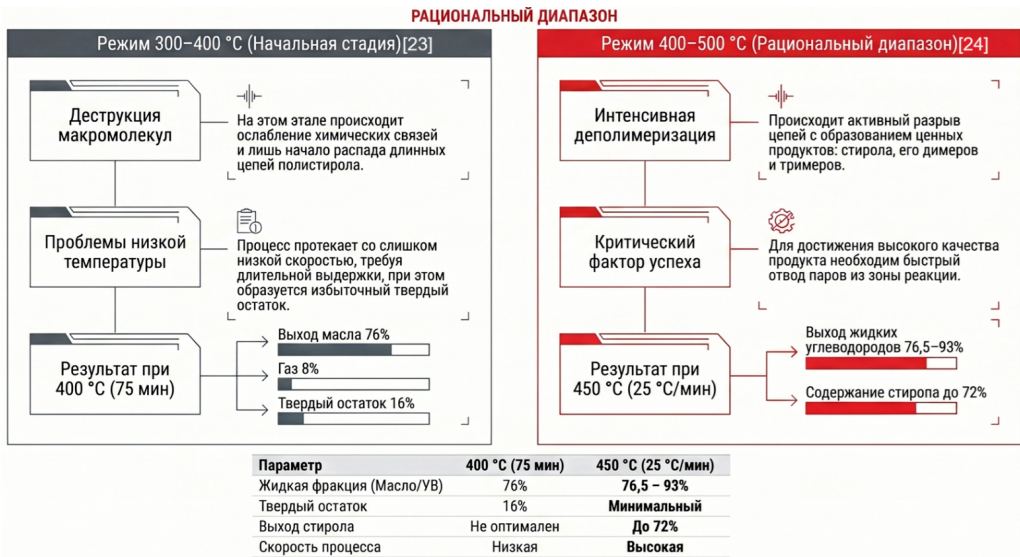 РАЦИОНАЛЬНЫЙ ДИАПАЗОН
Режим 300–400 °C (Начальная стадия)[23]
Деструкция
макромолекул
На этом этапе происходит
ослабление химических связей
и лишь начало распада длинных
цепей полистирола.
Проблемы низкой
температуры
Процесс протекает со слишком
низкой скоростью, требуя
длительной выдержки, при этом
образуется избыточный твердый
остаток.
Результат при
400 °C (75 мин)
Выход масла 76%
Газ 8%
Твердый остаток 16%
Режим 400–500 °C (Рациональный диапазон)[24]
Интенсивная
деполимеризация
Происходит активный разрыв
цепей с образованием ценных
продуктов: стирола, его димеров
и тримеров.
Критический
фактор успеха
Для достижения высокого качества
продукта необходим быстрый
отвод паров из зоны реакции.
Результат при
450 °C (25 °C/мин)
Выход жидких
углеводородов 76,5–93%
Содержание стиропа до 72%
Параметр 400 °C (75 мин) 450 °C (25 °C/мин)
Жидкая фракция (Масло/УВ) 76% 76,5 – 93%
Твердый остаток 16% Минимальный
Выход стирола Не оптимален До 72%
Скорость процесса Низкая Высокая